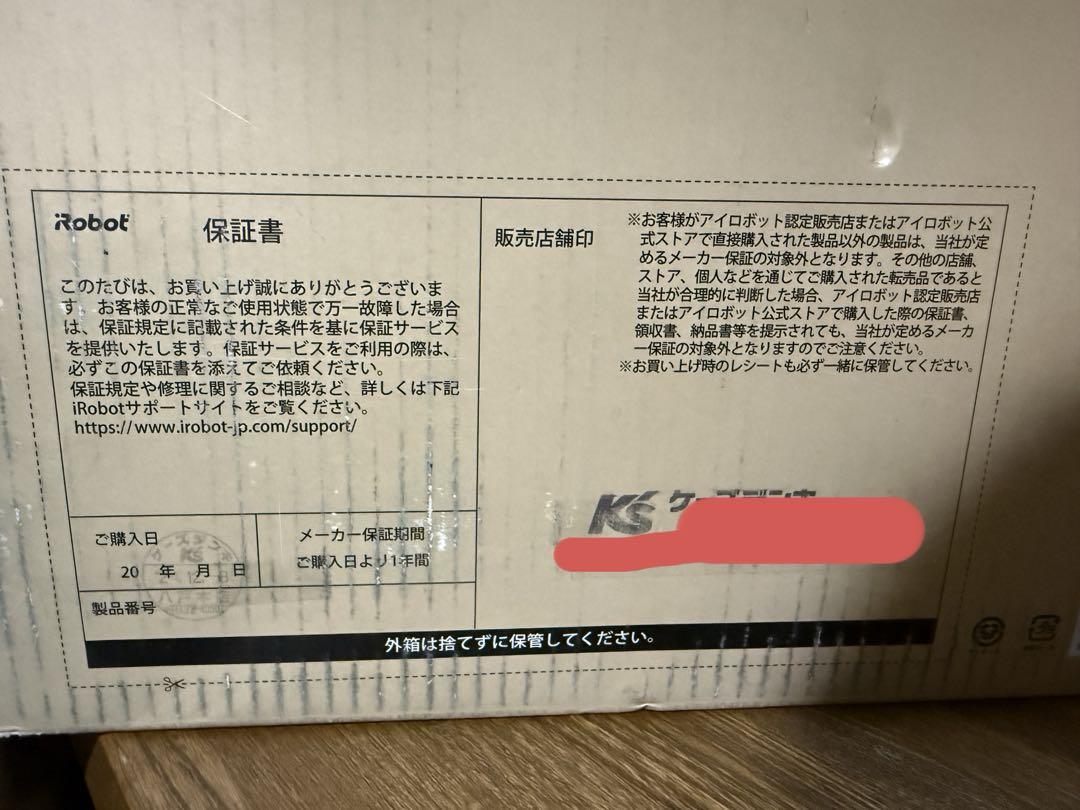 iRobot
保証書
このたびは、お買い上げ誠にありがとうございま
す。お客様の正常なご使用状態で万一故障した場合
は、保証規定に記載された条件を基に保証サービス
を提供いたします。保証サービスをご利用の際は、
必ずこの保証書を添えてご依頼ください。
保証規定や修理に関するご相談など、詳しくは下記
iRobotサポートサイトをご覧ください。
https://www.irobot-jp.com/support/
ご購入日
20 年 月 日
メーカー保証期間
ご購入日より1年間
製品番号
販売店舗印
※お客様がアイロボット認定販売店またはアイロボット公
式ストアで直接購入された製品以外の製品は、当社が定
めるメーカー保証の対象外となります。その他の店舗、
ストア、個人などを通じてご購入された転売品であると
当社が合理的に判断した場合、アイロボット認定販売店
またはアイロボット公式ストアで購入した際の保証書、
領収書、納品書等を提示されても、当社が定めるメーカ
ー保証の対象外となりますのでご注意ください。
※お買い上げ時のレシートも必ず一緒に保管してください。
K's ケーズデンキ
外箱は捨てずに保管してください。